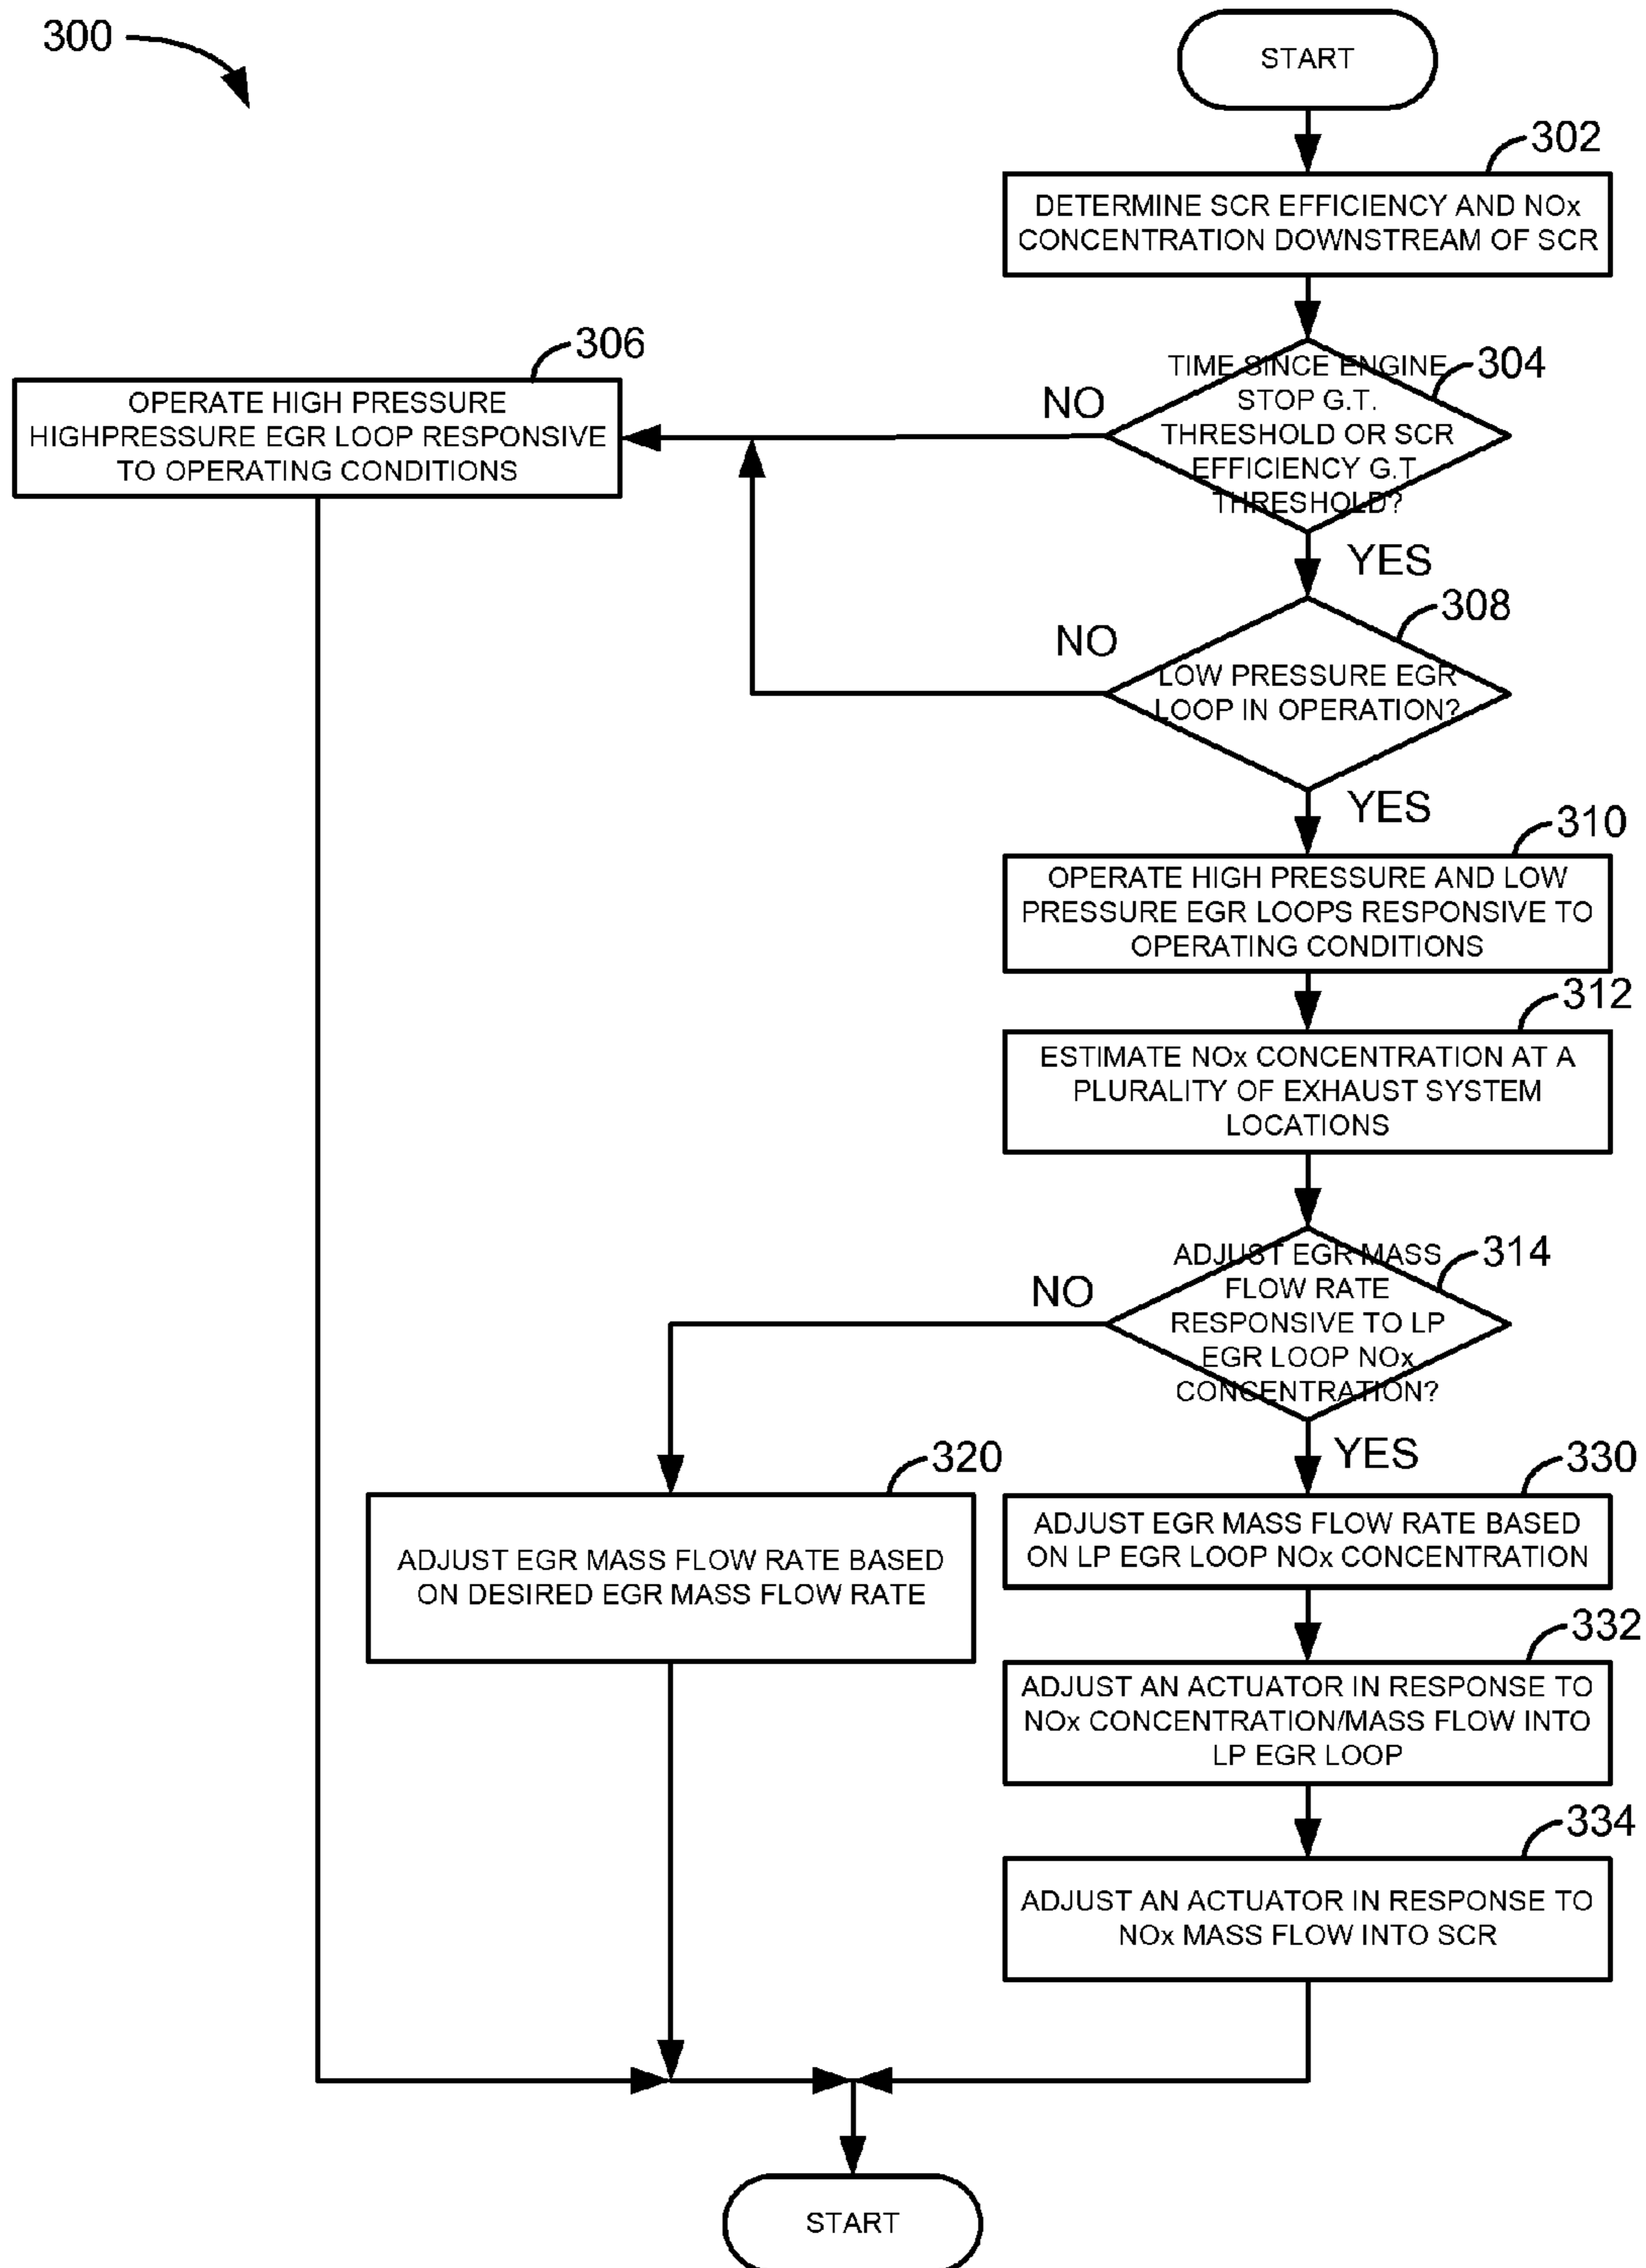 300
START
302
DETERMINE SCR EFFICIENCY AND NOx
CONCENTRATION DOWNSTREAM OF SCR
304
TIME SINCE ENGINE
STOP G.T.
THRESHOLD OR SCR
EFFICIENCY G.T.
THRESHOLD?
NO
306
OPERATE HIGH PRESSURE
HIGHPRESSURE EGR LOOP RESPONSIVE
TO OPERATING CONDITIONS
YES
308
NO
LOW PRESSURE EGR
LOOP IN OPERATION?
YES
310
OPERATE HIGH PRESSURE AND LOW
PRESSURE EGR LOOPS RESPONSIVE TO
OPERATING CONDITIONS
312
ESTIMATE NOx CONCENTRATION AT A
PLURALITY OF EXHAUST SYSTEM
LOCATIONS
314
ADJUST EGR MASS
FLOW RATE
RESPONSIVE TO LP
EGR LOOP NOx
CONCENTRATION?
NO
YES
320
ADJUST EGR MASS FLOW RATE BASED
ON DESIRED EGR MASS FLOW RATE
330
ADJUST EGR MASS FLOW RATE BASED
ON LP EGR LOOP NOx CONCENTRATION
332
ADJUST AN ACTUATOR IN RESPONSE TO
NOx CONCENTRATION/MASS FLOW INTO
LP EGR LOOP
334
ADJUST AN ACTUATOR IN RESPONSE TO
NOx MASS FLOW INTO SCR
START